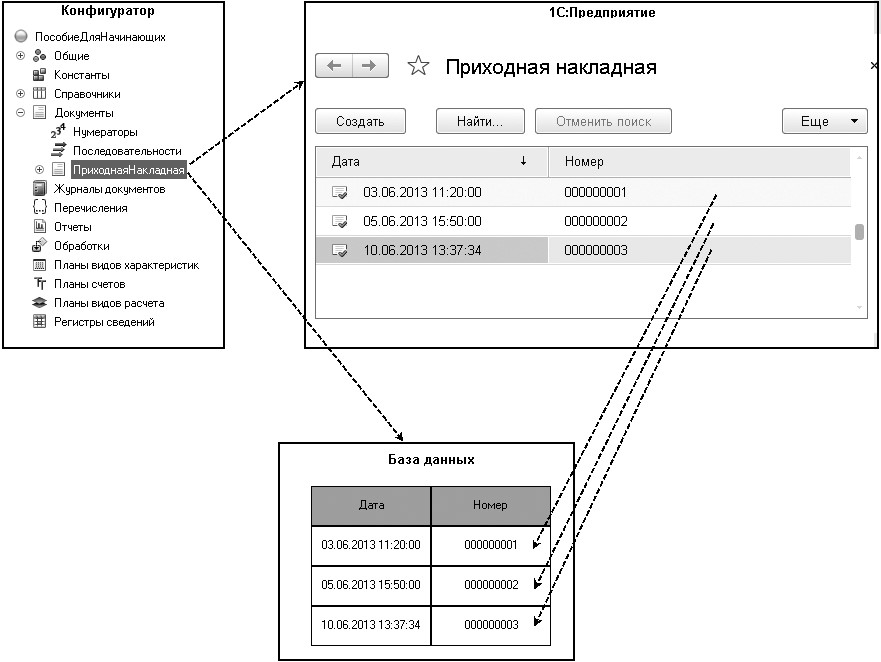 Конфигуратор
ПособиеДляНачинающих
Общие
Константы
Справочники
Документы
Нумераторы
Последовательности
ПриходнаяНакладная
Журналы документов
Перечисления
Отчеты
Обработки
Планы видов характеристик
Планы счетов
Планы видов расчета
Регистры сведений
1С:Предприятие
Приходная накладная
Создать Найти... Отменить поиск Еще
Дата Номер
03.06.2013 11:20:00 000000001
05.06.2013 15:50:00 000000002
10.06.2013 13:37:34 000000003
База данных
Дата Номер
03.06.2013 11:20:00 000000001
05.06.2013 15:50:00 000000002
10.06.2013 13:37:34 000000003